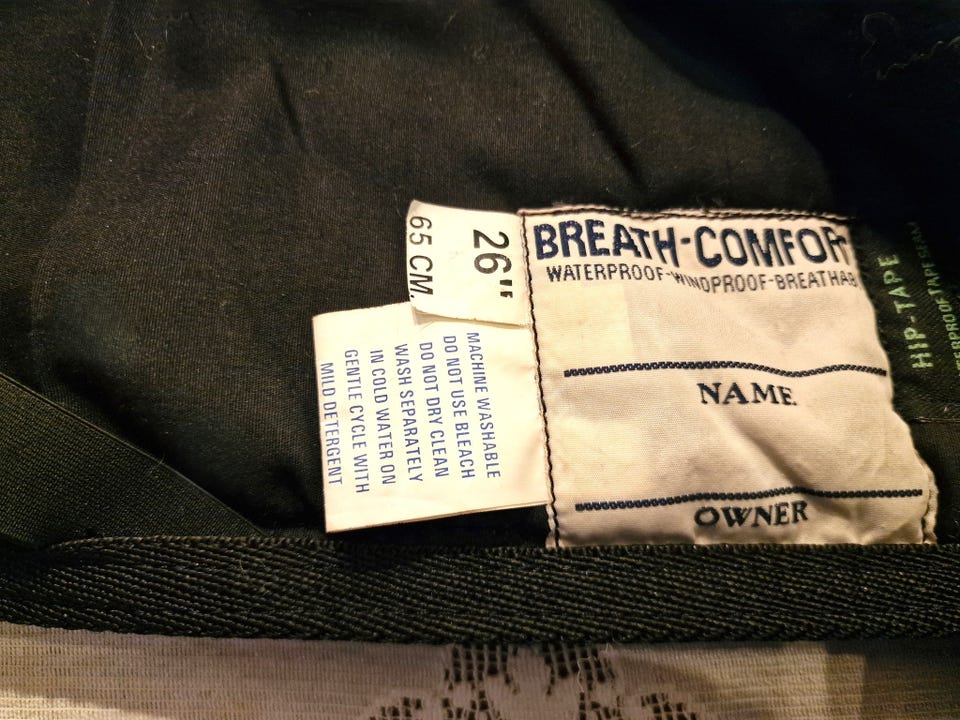 BREATH-COMFOR
WATERPROOF-WINDPROOF-BREATHAB
NAME
OWNER
26"
65 CM.
MACHINE WASHABLE
DO NOT USE BLEACH
DO NOT DRY CLEAN
WASH SEPARATELY
IN COLD WATER ON
GENTLE CYCLE WITH
MILD DETERGENT
HIP-TAPE